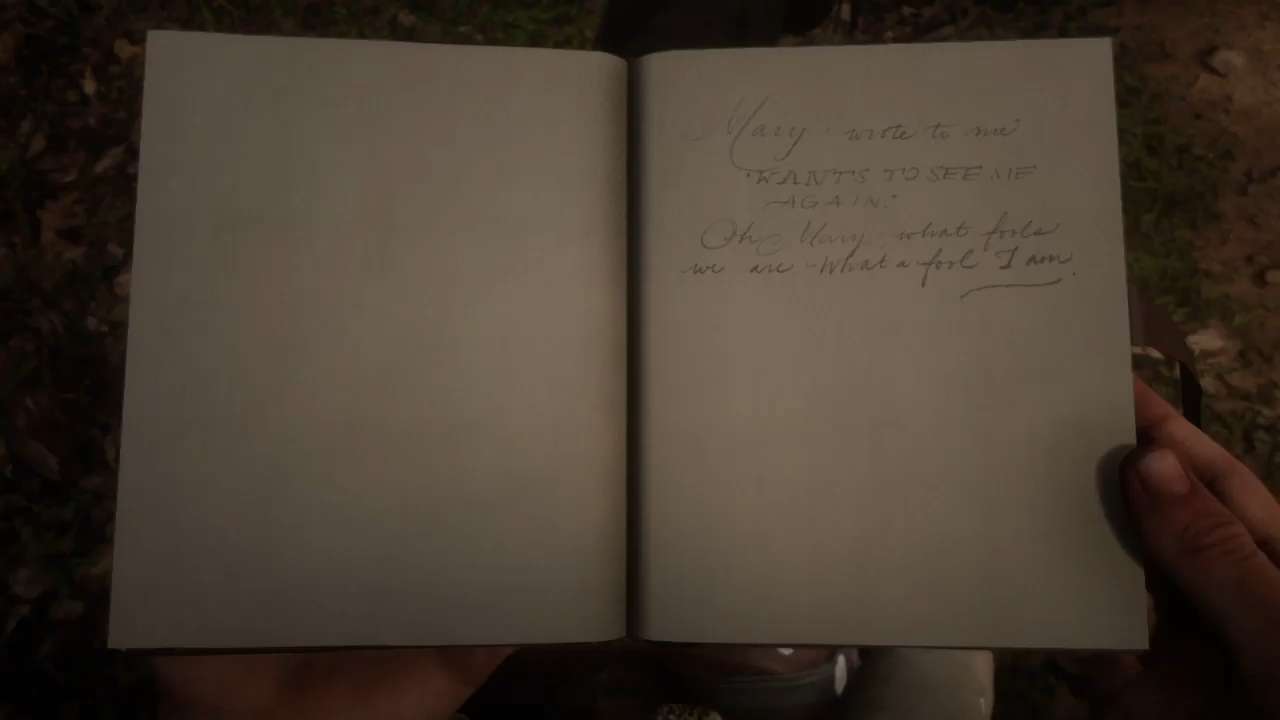 Mary wrote to me
"WANTS TO SEE ME
AGAIN."
Oh Mary what fools
we are. What a fool I am.